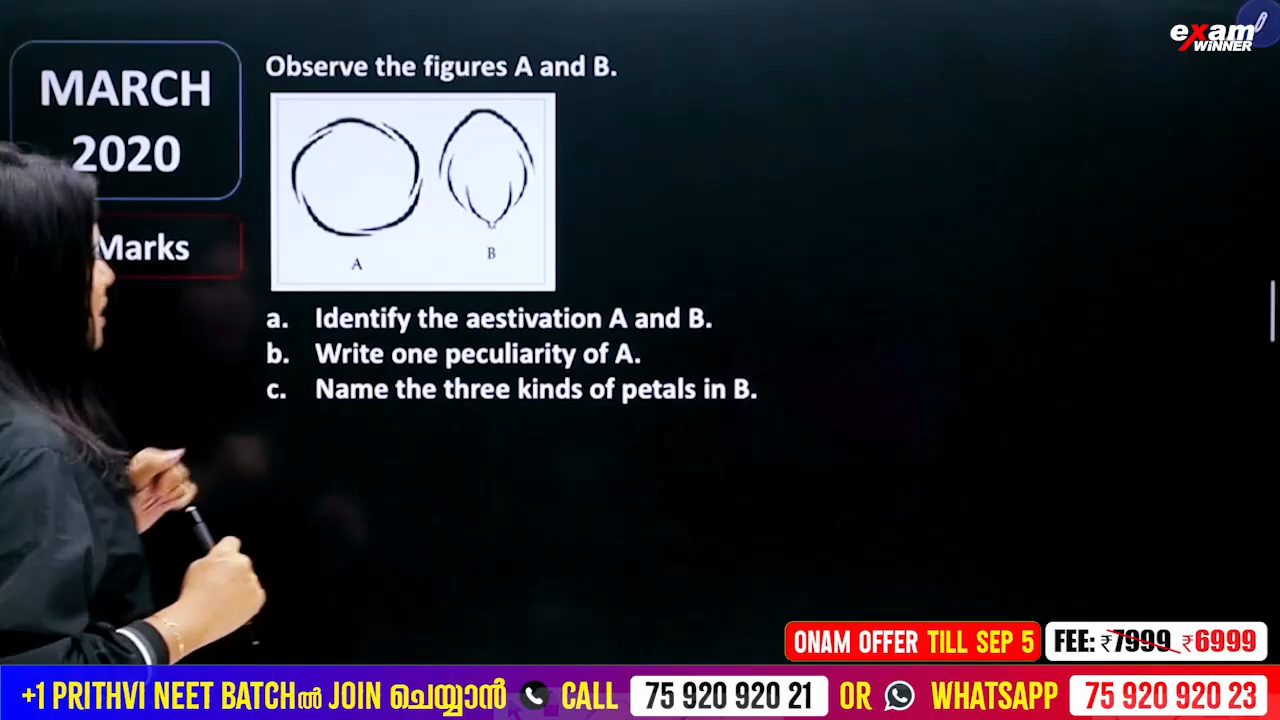 exam
WINNER
MARCH
2020
Marks
Observe the figures A and B.
A
B
a. Identify the aestivation A and B.
b. Write one peculiarity of A.
c. Name the three kinds of petals in B.
ONAM OFFER TILL SEP 5 FEE: ₹7999 ₹6999
+1 PRITHVI NEET BATCHൽ JOIN ചെയ്യാൻ CALL 75 920 920 21 OR WHATSAPP 75 920 920 23